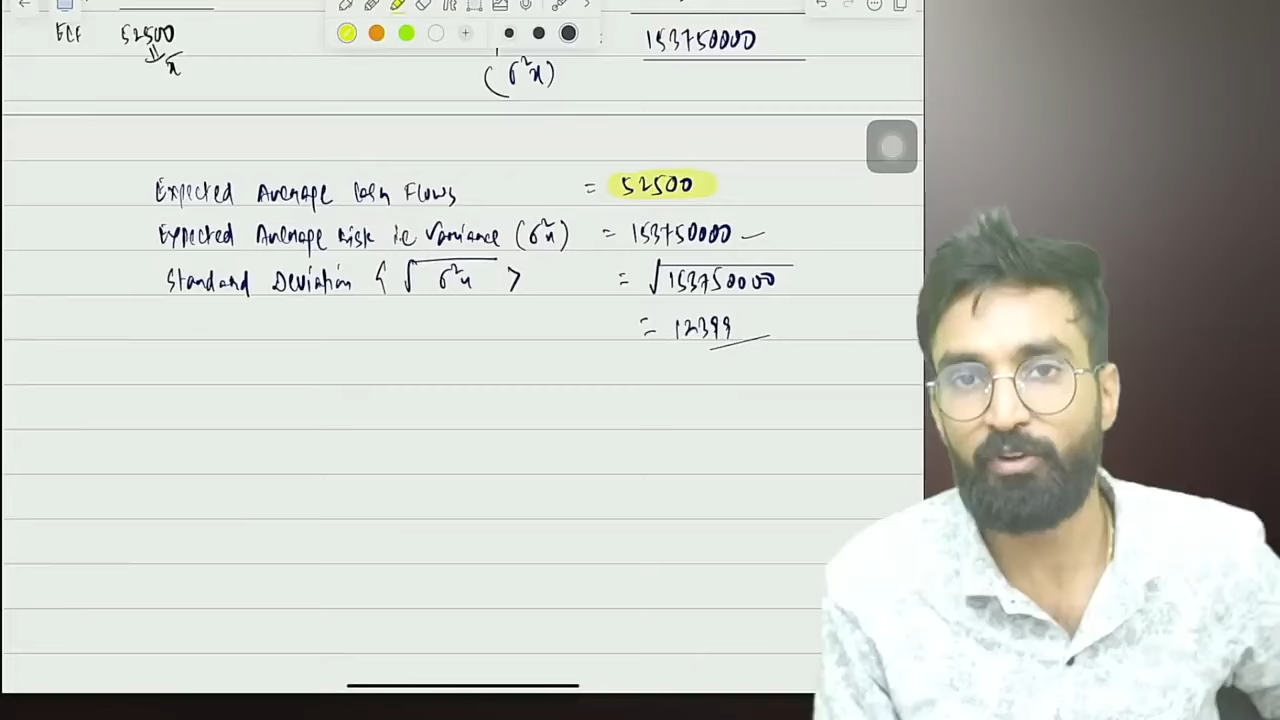 ECF 52500
x
153750000
(σ²x)
Expected Average Cash Flows = 52500
Expected Average Risk i.e Variance (σ²x) = 153750000
Standard Deviation { √σ²x } = √153750000
= 12399